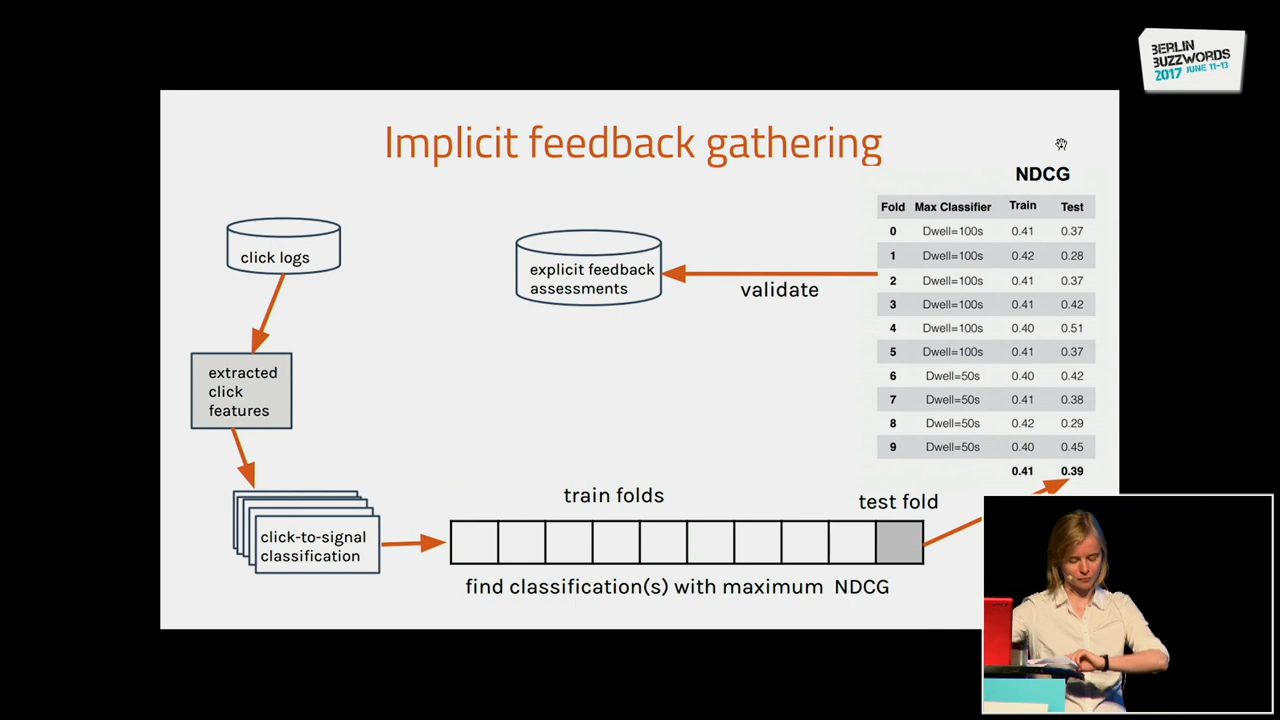 BERLIN
BUZZWORDS
2017 JUNE 11-13
Implicit feedback gathering
NDCG
Fold Max Classifier Train Test
0 Dwell=100s 0.41 0.37
1 Dwell=100s 0.42 0.28
2 Dwell=100s 0.41 0.37
3 Dwell=100s 0.41 0.42
4 Dwell=100s 0.40 0.51
5 Dwell=100s 0.41 0.37
6 Dwell=50s 0.40 0.42
7 Dwell=50s 0.41 0.38
8 Dwell=50s 0.42 0.29
9 Dwell=50s 0.40 0.45
0.41 0.39
click logs
explicit feedback
assessments
validate
extracted
click
features
click-to-signal
classification
train folds
test fold
find classification(s) with maximum NDCG